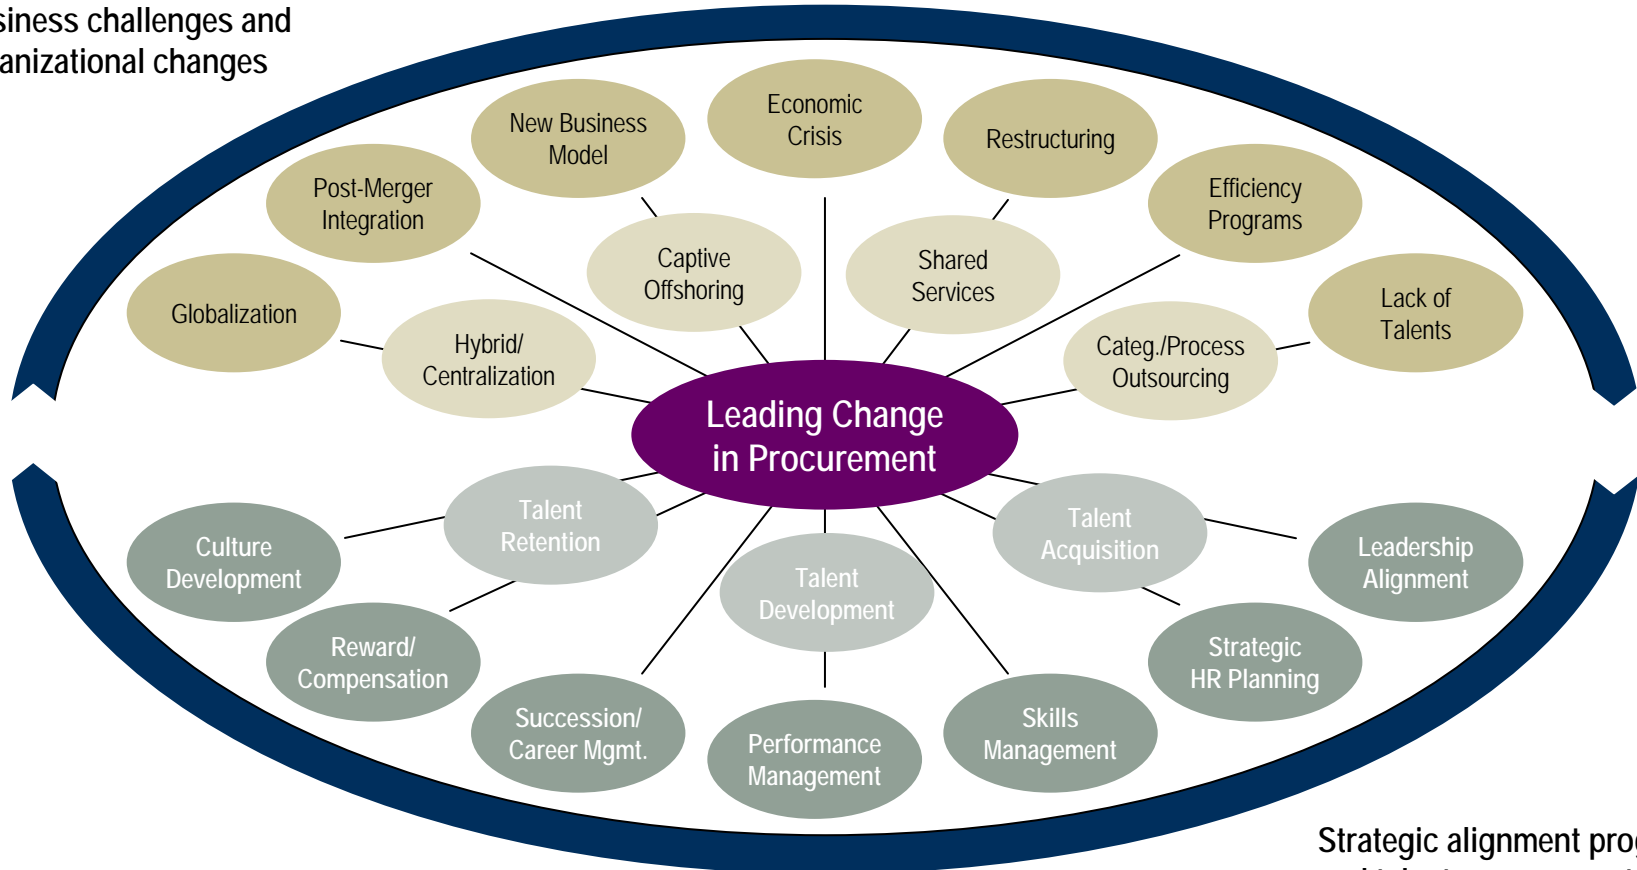 siness challenges and
anizational changes
Economic
Crisis
New Business
Model
Restructuring
Post-Merger
Integration
Efficiency
Programs
Captive
Offshoring
Shared
Services
Globalization
Lack of
Talents
Hybrid/
Centralization
Categ./Process
Outsourcing
Leading Change
in Procurement
Talent
Retention
Talent
Acquisition
Culture
Development
Talent
Development
Leadership
Alignment
Reward/
Compensation
Strategic
HR Planning
Succession/
Career Mgmt.
Performance
Management
Skills
Management
Strategic alignment prog